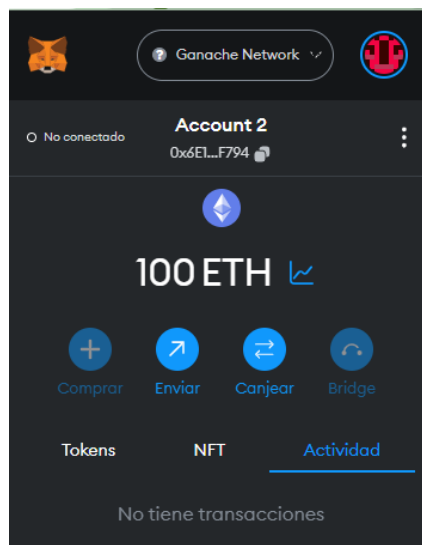 Ganache Network
No conectado
Account 2
0x6E1...F794
100 ETH
Comprar Enviar Canjear Bridge
Tokens NFT Actividad
No tiene transacciones